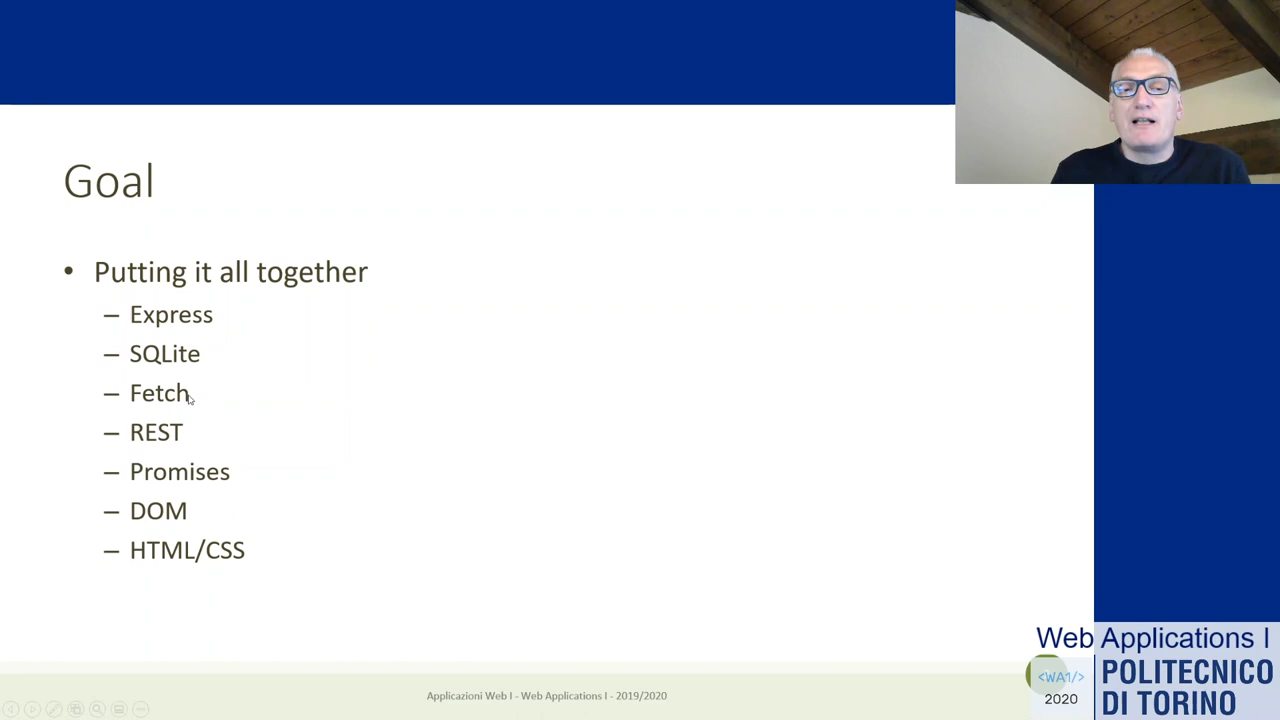 Goal
• Putting it all together
– Express
– SQLite
– Fetch
– REST
– Promises
– DOM
– HTML/CSS
Applicazioni Web I - Web Applications I - 2019/2020
Web Applications I
<WA1/>
2020
POLITECNICO
DI TORINO